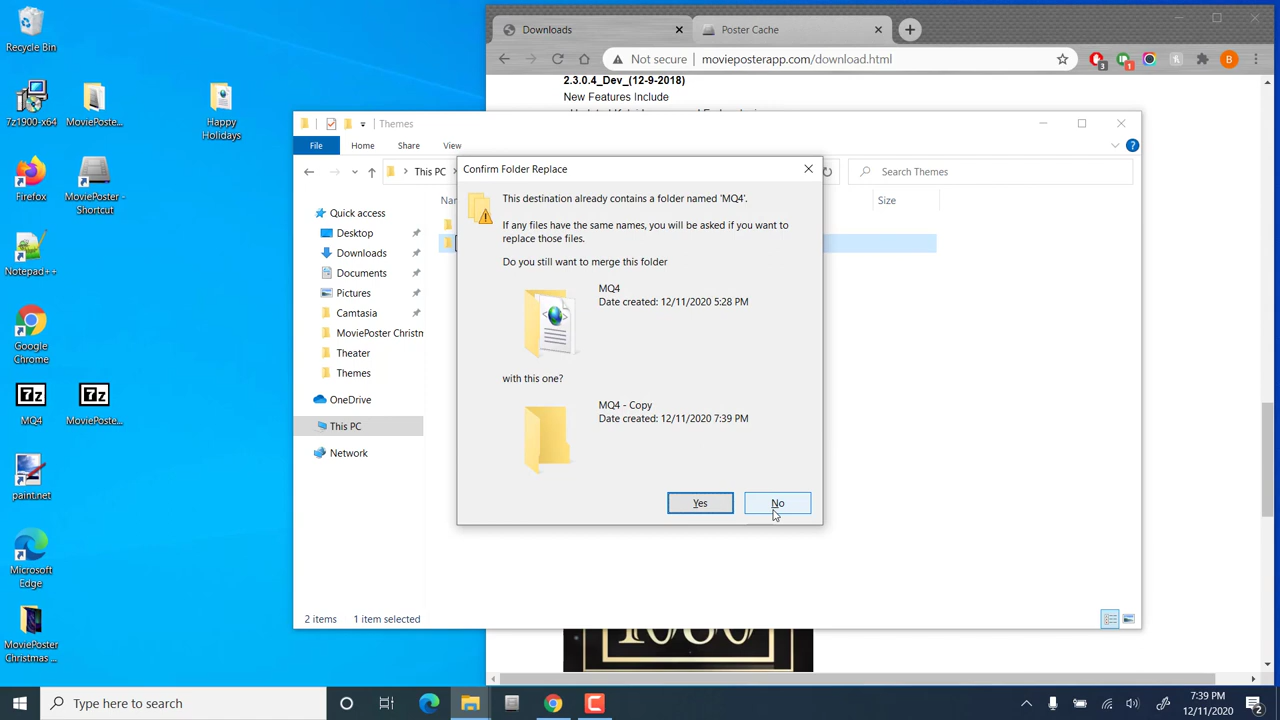 Recycle Bin
7z1900-x64
MoviePoste...
Happy
Holidays
Firefox
MoviePoster -
Shortcut
Notepad++
Google
Chrome
7z
7z
MQ4
MoviePoste...
paint.net
Microsoft
Edge
MoviePoster
Christmas ...
Downloads
Poster Cache
Not secure
movieposterapp.com/download.html
3
1
B
2.3.0.4_Dev_(12-9-2018)
New Features Include
Themes
File
Home
Share
View
This PC
Search Themes
Size
Quick access
Desktop
Downloads
Documents
Pictures
Camtasia
MoviePoster Christm
Theater
Themes
OneDrive
This PC
Network
2 items
1 item selected
Confirm Folder Replace
This destination already contains a folder named 'MQ4'.
If any files have the same names, you will be asked if you want to
replace those files.
Do you still want to merge this folder
MQ4
Date created: 12/11/2020 5:28 PM
with this one?
MQ4 - Copy
Date created: 12/11/2020 7:39 PM
Yes
No
1080
Type here to search
7:39 PM
12/11/2020
2